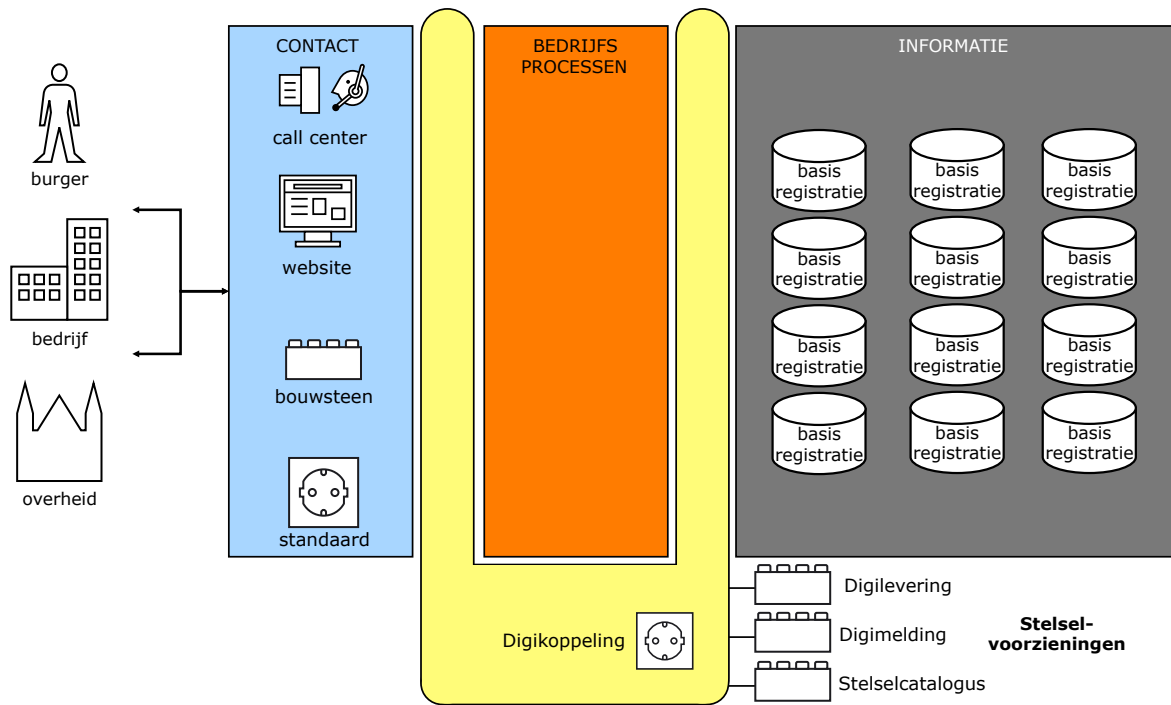 CONTACT
call center
website
bouwsteen
standaard
burger
bedrijf
overheid
BEDRIJFS
PROCESSEN
INFORMATIE
basis
registratie
basis
registratie
basis
registratie
basis
registratie
basis
registratie
basis
registratie
basis
registratie
basis
registratie
basis
registratie
basis
registratie
basis
registratie
basis
registratie
Digikoppeling
Digilevering
Digimelding
Stelselcatalogus
Stelsel-
voorzieningen